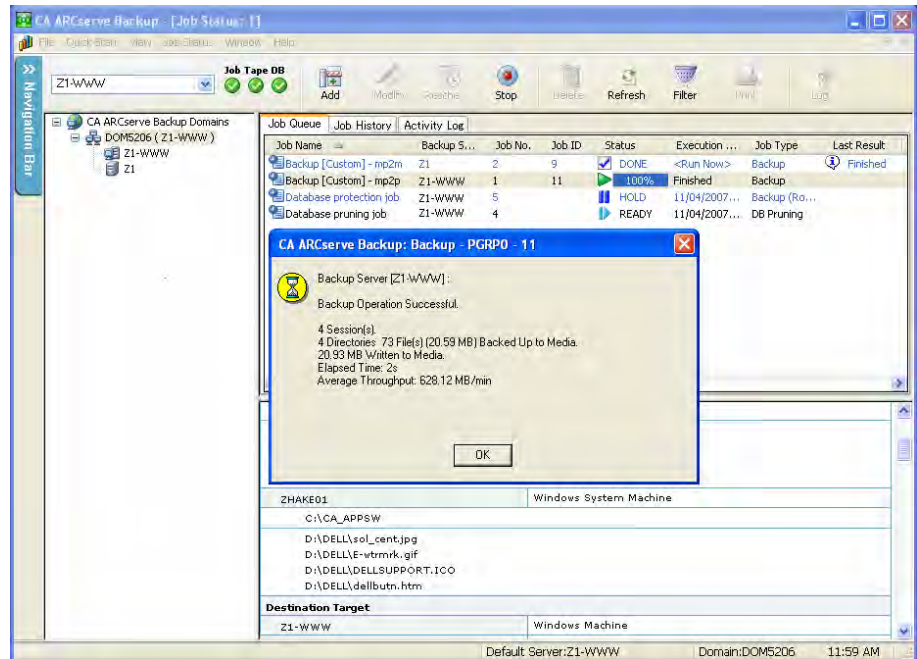 CA ARCserve Backup - [Job Status: 1]
File Quick Start View Job Status Window Help
>> Navigation Bar
Z1-WWW
Job Tape DB
Add Modify Stop Delete Refresh Filter Print Log
CA ARCserve Backup Domains
DOM5206 ( Z1-WWW )
Z1-WWW
Z1
Job Queue Job History Activity Log
Job Name Backup S... Job No. Job ID Status Execution ... Job Type Last Result
Backup [Custom] - mp2m Z1 2 9 DONE <Run Now> Backup Finished
Backup [Custom] - mp2p Z1-WWW 1 11 100% Finished Backup
Database protection job Z1-WWW 5 HOLD 11/04/2007... Backup (Ro...
Database pruning job Z1-WWW 4 READY 11/04/2007... DB Pruning
CA ARCserve Backup: Backup - PGRP0 - 11
Backup Server [Z1-WWW] :
Backup Operation Successful.
4 Session(s).
4 Directories 73 File(s) (20.59 MB) Backed Up to Media.
20.93 MB Written to Media.
Elapsed Time: 2s
Average Throughput: 628.12 MB/min
OK
ZHAKE01 Windows System Machine
C:\CA_APPSW
D:\DELL\sol_cent.jpg
D:\DELL\E-wtrmrk.gif
D:\DELL\DELLSUPPORT.ICO
D:\DELL\dellbutn.htm
Destination Target
Z1-WWW Windows Machine
Default Server:Z1-WWW Domain:DOM5206 11:59 AM